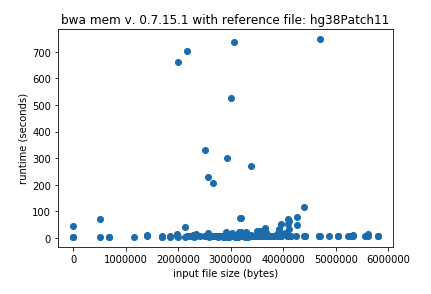 bwa mem v. 0.7.15.1 with reference file: hg38Patch11
700
600
500
400
300
200
100
0
runtime (seconds)
0 1000000 2000000 3000000 4000000 5000000 6000000
input file size (bytes)